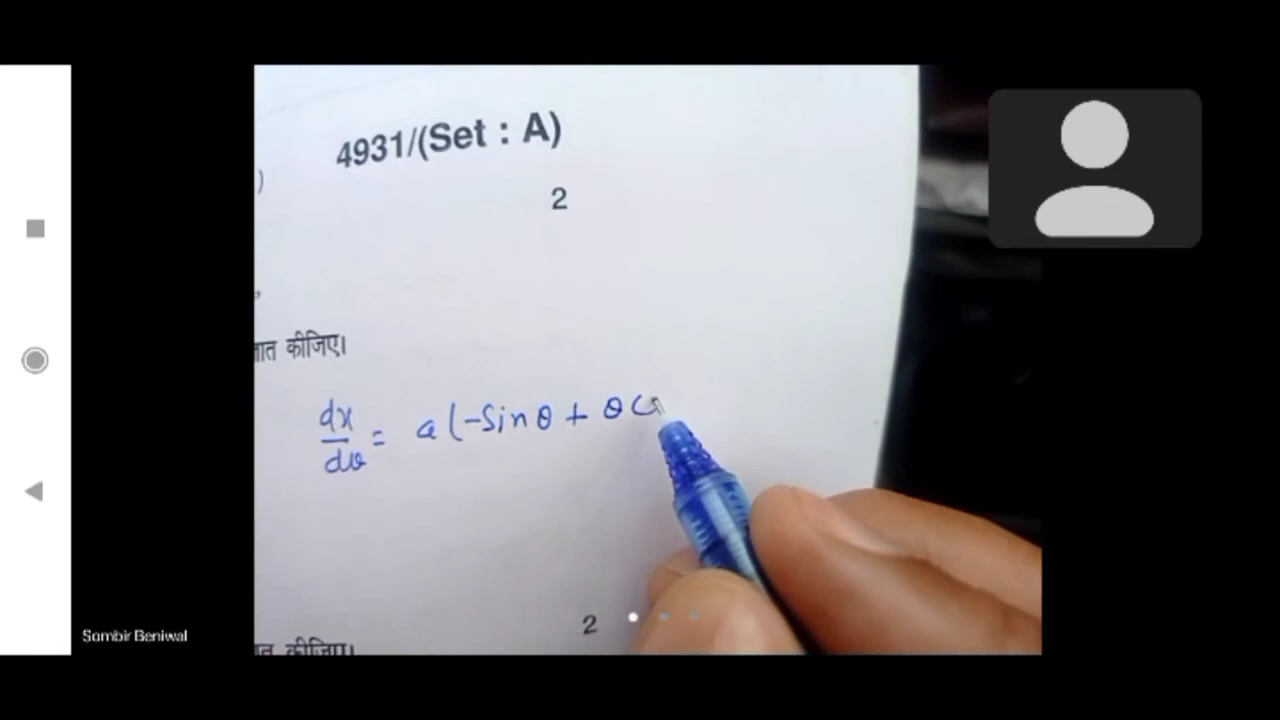 4931/(Set : A)
)
2
कीजिए।
dx/dθ = a(-Sinθ + θ
2
कीजिए।
Sombir Beniwal